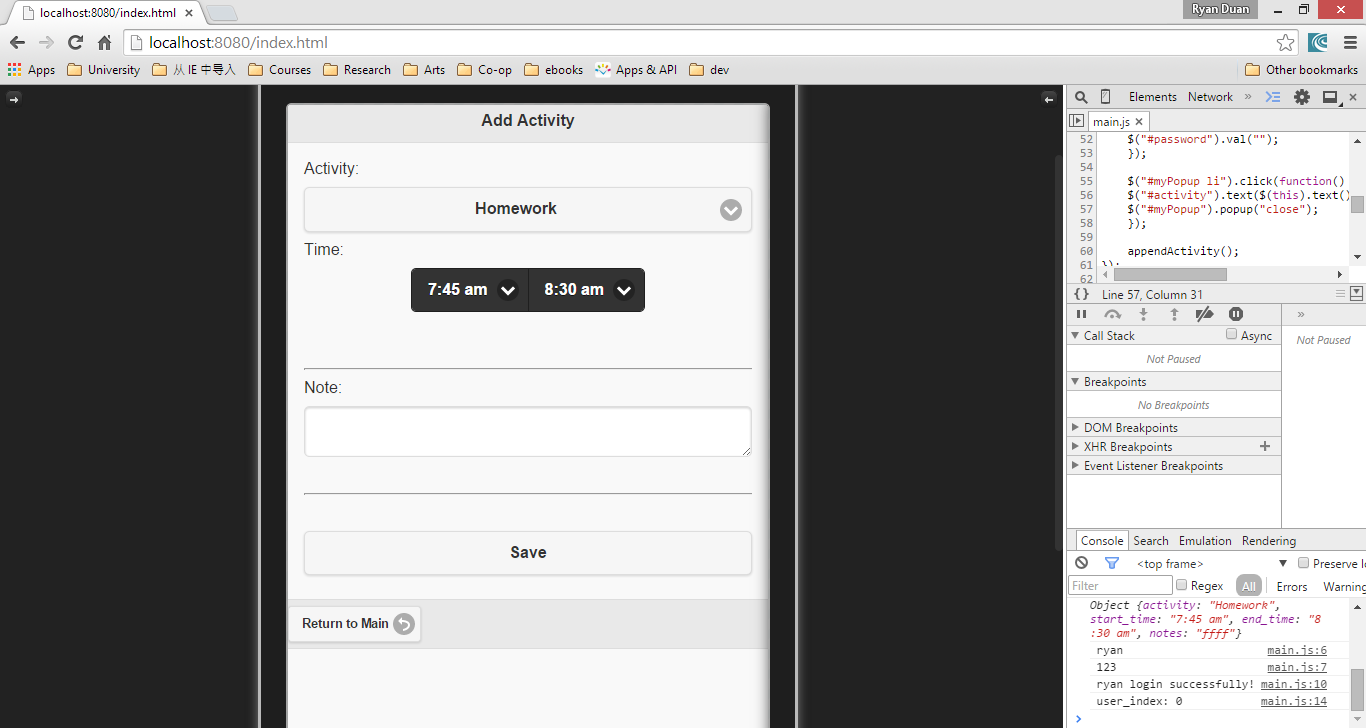 localhost:8080/index.html
Ryan Duan
localhost:8080/index.html
Apps University 从 IE 中导入 Courses Research Arts Co-op ebooks Apps & API dev Other bookmarks
Add Activity
Activity:
Homework
Time:
7:45 am 8:30 am
Note:
Save
Return to Main
Elements Network »
main.js
52 $("#password").val("");
53 });
54
55 $("#myPopup li").click(function()
56 $("#activity").text($(this).text()
57 $("#myPopup").popup("close");
58 });
59
60 appendActivity();
61 });
62
{} Line 57, Column 31
»
Call Stack Async
Not Paused
Not Paused
Breakpoints
No Breakpoints
DOM Breakpoints
XHR Breakpoints
Event Listener Breakpoints
Console Search Emulation Rendering
<top frame> Preserve l
Filter Regex All Errors Warning
Object {activity: "Homework",
start_time: "7:45 am", end_time: "8
:30 am", notes: "ffff"}
ryan main.js:6
123 main.js:7
ryan login successfully! main.js:10
user_index: 0 main.js:14